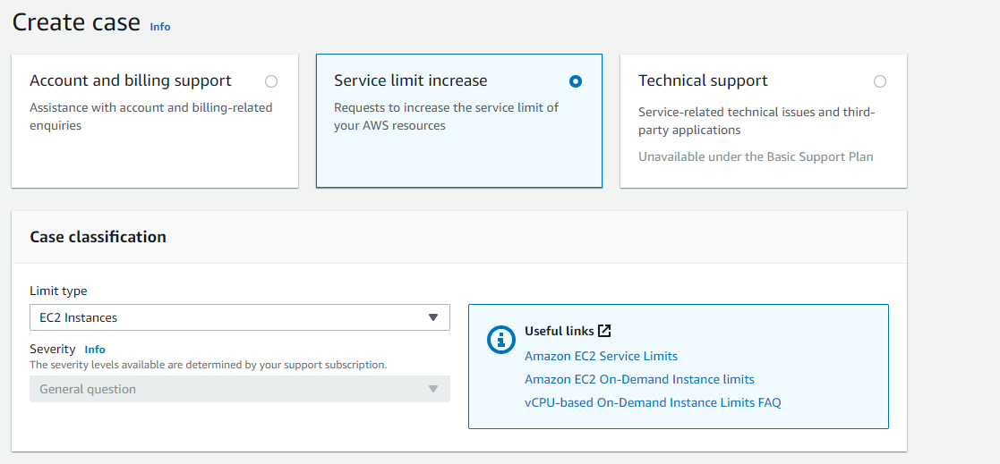 Create case Info
Account and billing support
Assistance with account and billing-related
enquiries
Service limit increase
Requests to increase the service limit of
your AWS resources
Technical support
Service-related technical issues and third-
party applications
Unavailable under the Basic Support Plan
Case classification
Limit type
EC2 Instances
Severity Info
The severity levels available are determined by your support subscription.
General question
Useful links
Amazon EC2 Service Limits
Amazon EC2 On-Demand Instance limits
vCPU-based On-Demand Instance Limits FAQ